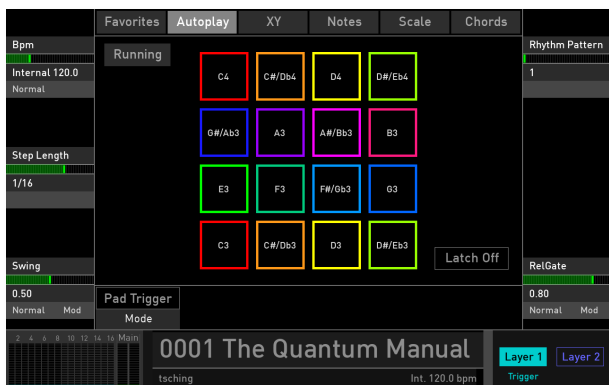 Favorites Autoplay XY Notes Scale Chords
Bpm
Internal 120.0
Normal
Step Length
1/16
Swing
0.50
Normal Mod
Running
C4 C#/Db4 D4 D#/Eb4
G#/Ab3 A3 A#/Bb3 B3
E3 F3 F#/Gb3 G3
C3 C#/Db3 D3 D#/Eb3
Latch Off
Pad Trigger
Mode
Rhythm Pattern
1
RelGate
0.80
Normal Mod
2 4 6 8 10 12 14 16 Main
0001 The Quantum Manual
tsching Int. 120.0 bpm
Layer 1 Layer 2
Trigger